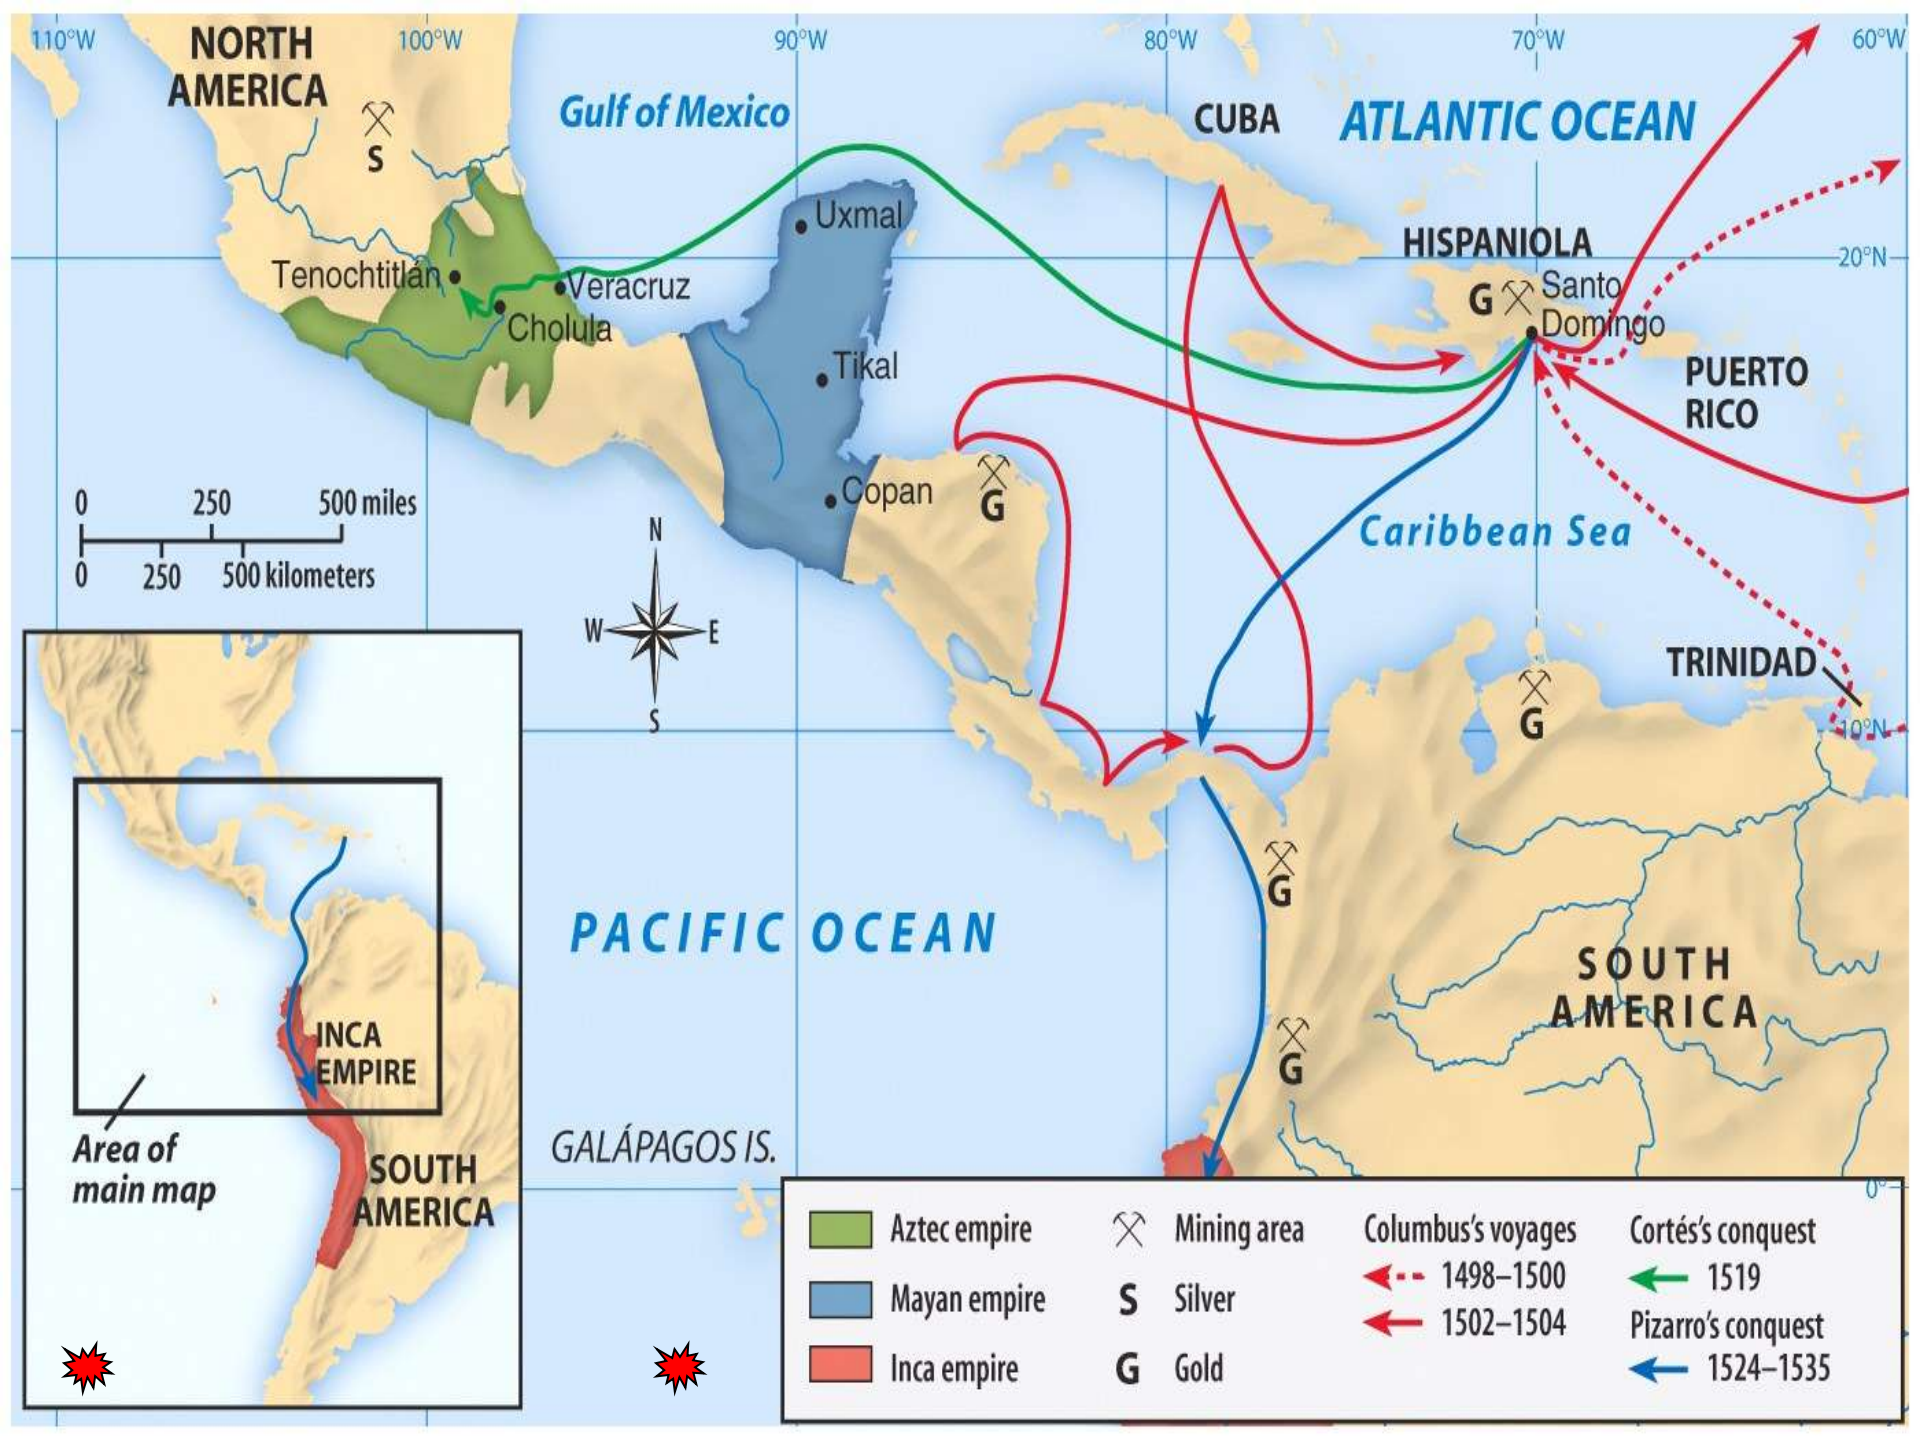 110°W
100°W
90°W
80°W
70°W
60°W
NORTH
AMERICA
S
Gulf of Mexico
CUBA
ATLANTIC OCEAN
Uxmal
HISPANIOLA
20°N
Tenochtitlán
Veracruz
Cholula
G
Santo
Domingo
Tikal
PUERTO
RICO
Copan
G
0 250 500 miles
0 250 500 kilometers
N
W E
S
Caribbean Sea
TRINIDAD
G
10°N
G
PACIFIC OCEAN
SOUTH
AMERICA
G
INCA
EMPIRE
Area of
main map
SOUTH
AMERICA
GALÁPAGOS IS.
0°
Aztec empire
Mayan empire
Inca empire
Mining area
S Silver
G Gold
Columbus's voyages
1498–1500
1502–1504
Cortés's conquest
1519
Pizarro's conquest
1524–1535